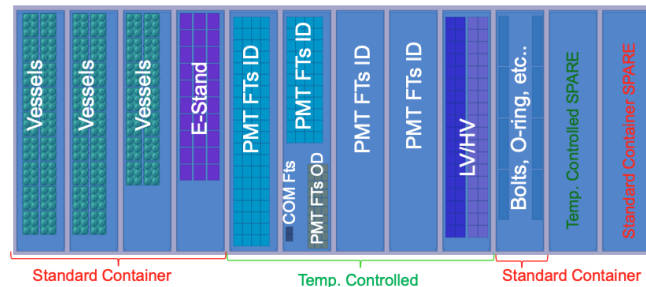 Vessels
Vessels
Vessels
E-Stand
PMT FTs ID
PMT FTs ID
COM Fts
PMT FTs OD
PMT FTs ID
PMT FTs ID
LV/HV
Bolts, O-ring, etc..
Temp. Controlled SPARE
Standard Container SPARE
Standard Container
Temp. Controlled
Standard Container